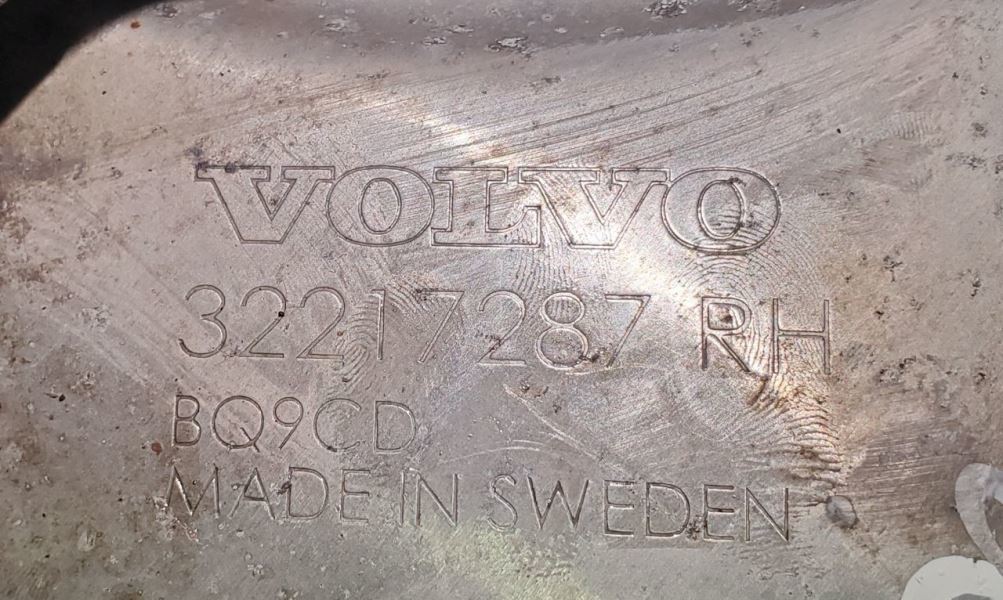 VOLVO
32217287 RH
BQ9CD
MADE IN SWEDEN